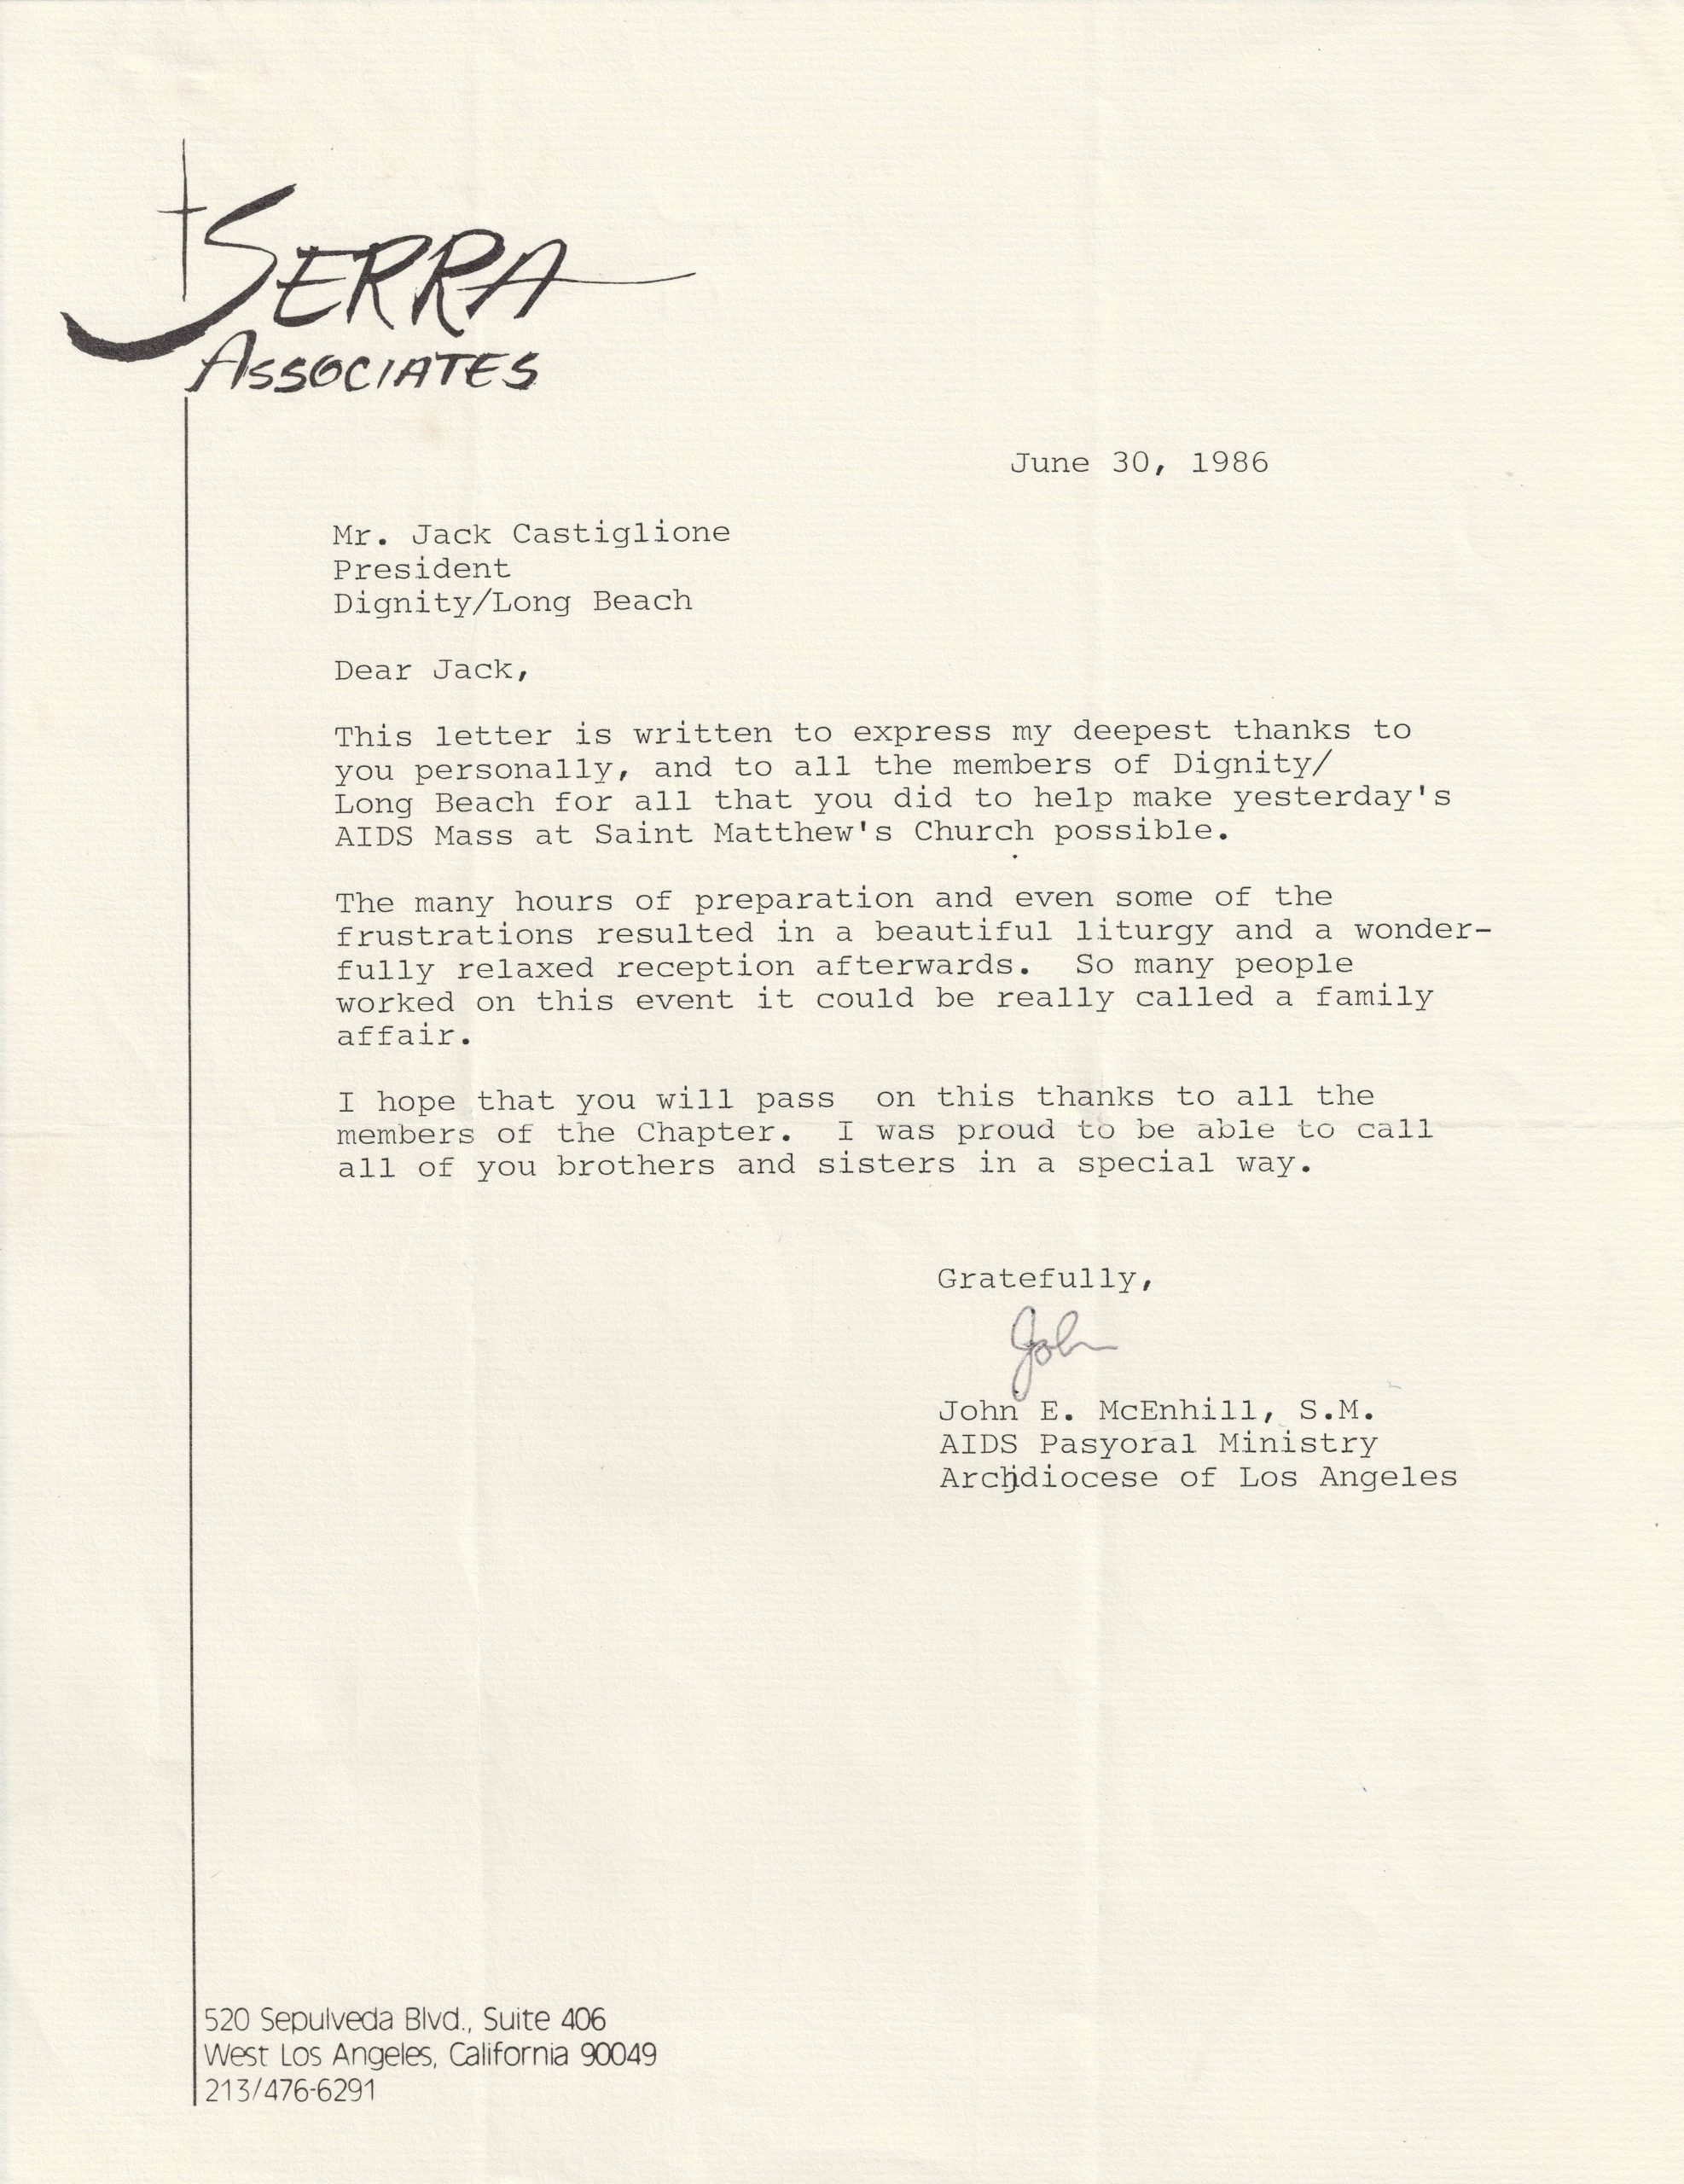 SERRA
ASSOCIATES
June 30, 1986
Mr. Jack Castiglione
President
Dignity/Long Beach
Dear Jack,
This letter is written to express my deepest thanks to
you personally, and to all the members of Dignity/
Long Beach for all that you did to help make yesterday's
AIDS Mass at Saint Matthew's Church possible.
The many hours of preparation and even some of the
frustrations resulted in a beautiful liturgy and a wonder-
fully relaxed reception afterwards.  So many people
worked on this event it could be really called a family
affair.
I hope that you will pass  on this thanks to all the
members of the Chapter.  I was proud to be able to call
all of you brothers and sisters in a special way.
Gratefully,
John
John E. McEnhill, S.M.
AIDS Pasyoral Ministry
Archdiocese of Los Angeles
520 Sepulveda Blvd., Suite 406
West Los Angeles, California 90049
213/476-6291